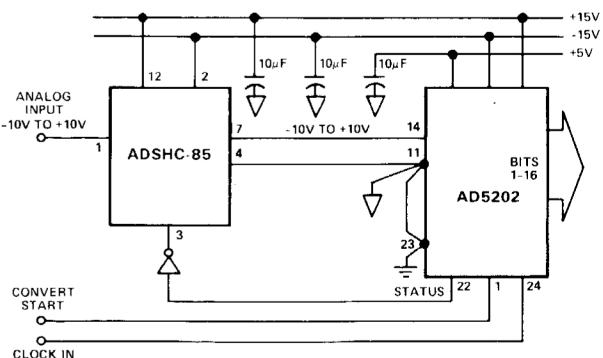 +15V
-15V
+5V
10µF
10µF
10µF
12
2
ANALOG
INPUT
-10V TO +10V
1
7
-10V TO +10V
14
ADSHC-85
4
11
BITS
1-16
AD5202
3
23
STATUS
22
1
24
CONVERT
START
CLOCK IN